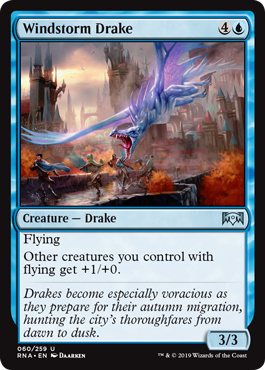 Windstorm Drake 4
Creature — Drake
Flying
Other creatures you control with
flying get +1/+0.
Drakes become especially voracious as
they prepare for their autumn migration,
hunting the city's thoroughfares from
dawn to dusk.
3/3
060/259 U
RNA • EN DAARKEN
™ & © 2019 Wizards of the Coast